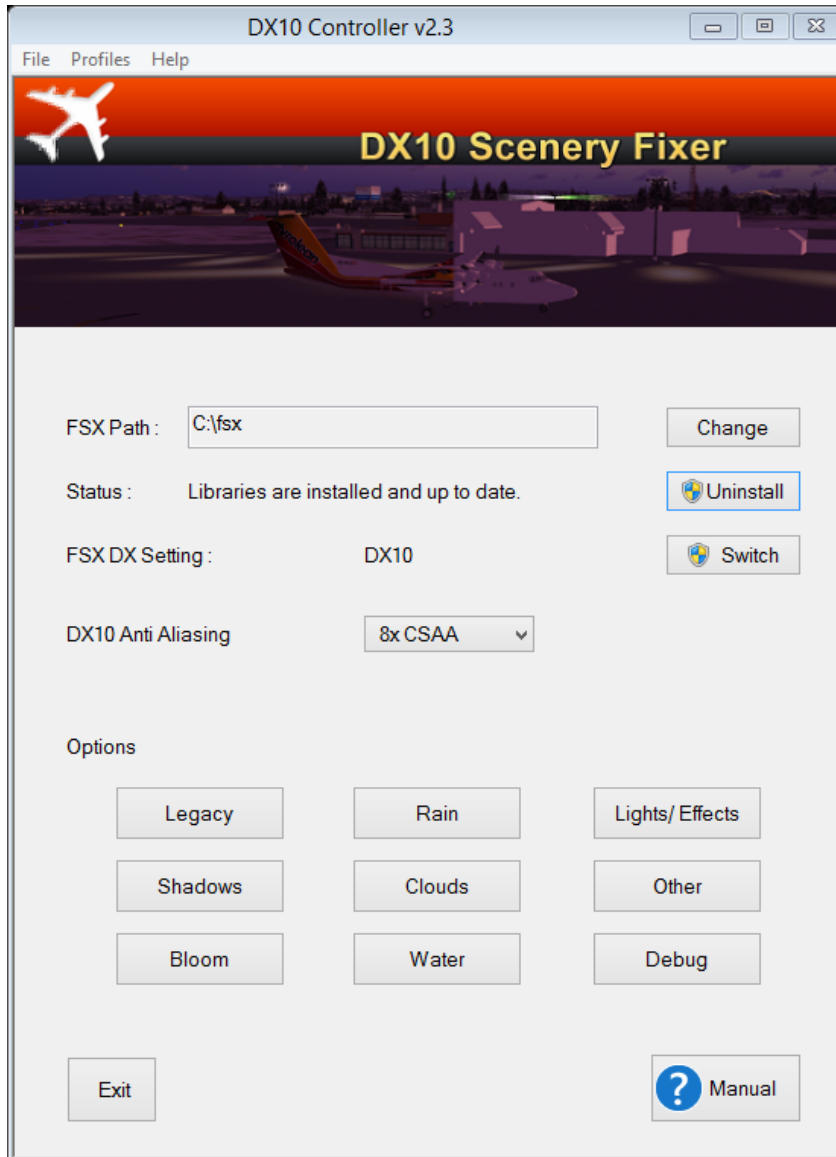 DX10 Controller v2.3
File Profiles Help
DX10 Scenery Fixer
FSX Path : C:\fsx Change
Status : Libraries are installed and up to date. Uninstall
FSX DX Setting : DX10 Switch
DX10 Anti Aliasing 8x CSAA
Options
Legacy Rain Lights/ Effects
Shadows Clouds Other
Bloom Water Debug
Exit ? Manual